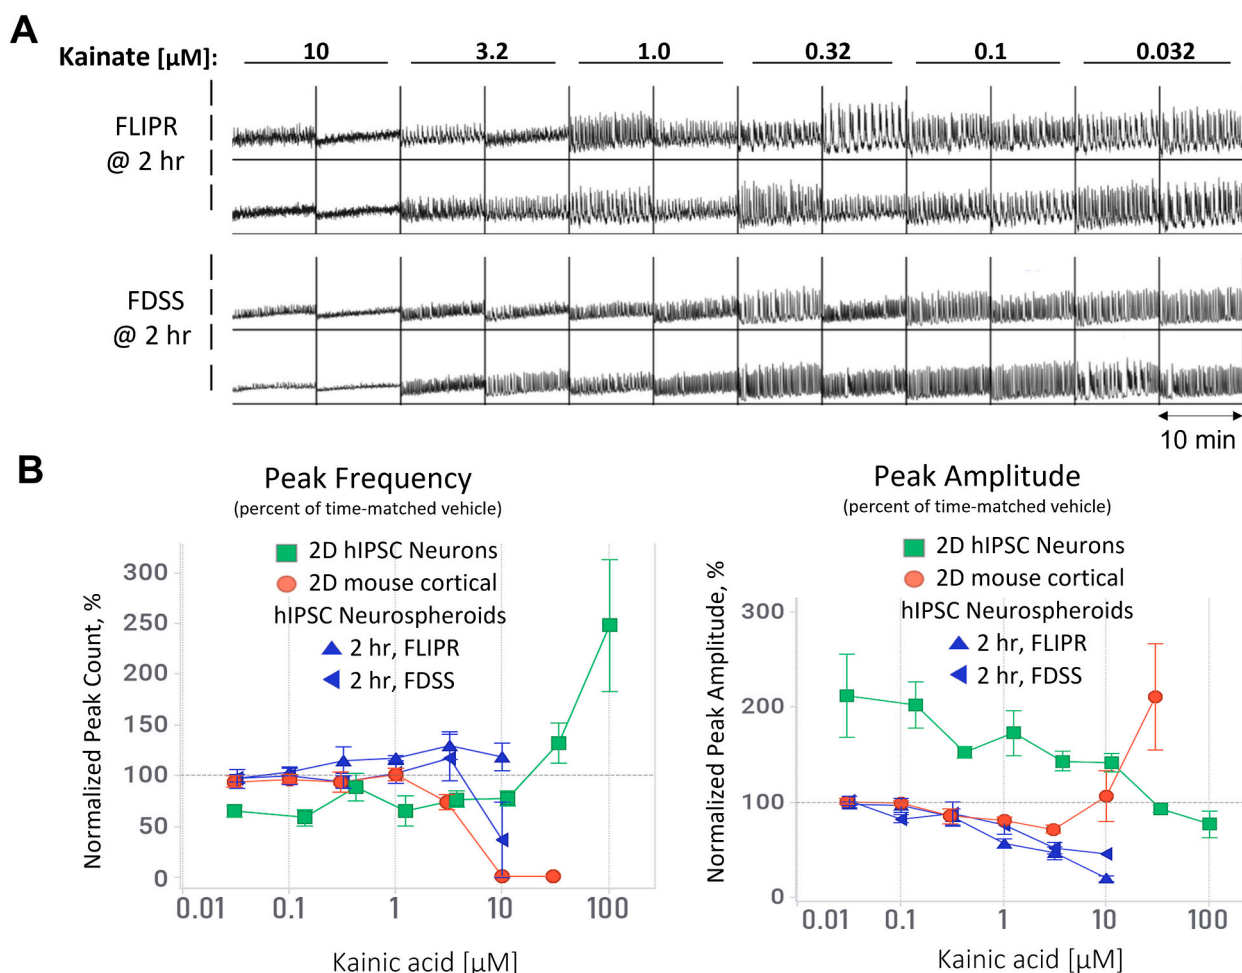 A
Kainate [µM]: 10 3.2 1.0 0.32 0.1 0.032
FLIPR
@ 2 hr
FDSS
@ 2 hr
10 min
B
Peak Frequency
(percent of time-matched vehicle)
2D hIPSC Neurons
2D mouse cortical
hIPSC Neurospheroids
2 hr, FLIPR
2 hr, FDSS
Normalized Peak Count, %
300
250
200
150
100
50
0
0.01 0.1 1 10 100
Kainic acid [µM]
Peak Amplitude
(percent of time-matched vehicle)
2D hIPSC Neurons
2D mouse cortical
hIPSC Neurospheroids
2 hr, FLIPR
2 hr, FDSS
Normalized Peak Amplitude, %
300
200
100
0
0.01 0.1 1 10 100
Kainic acid [µM]